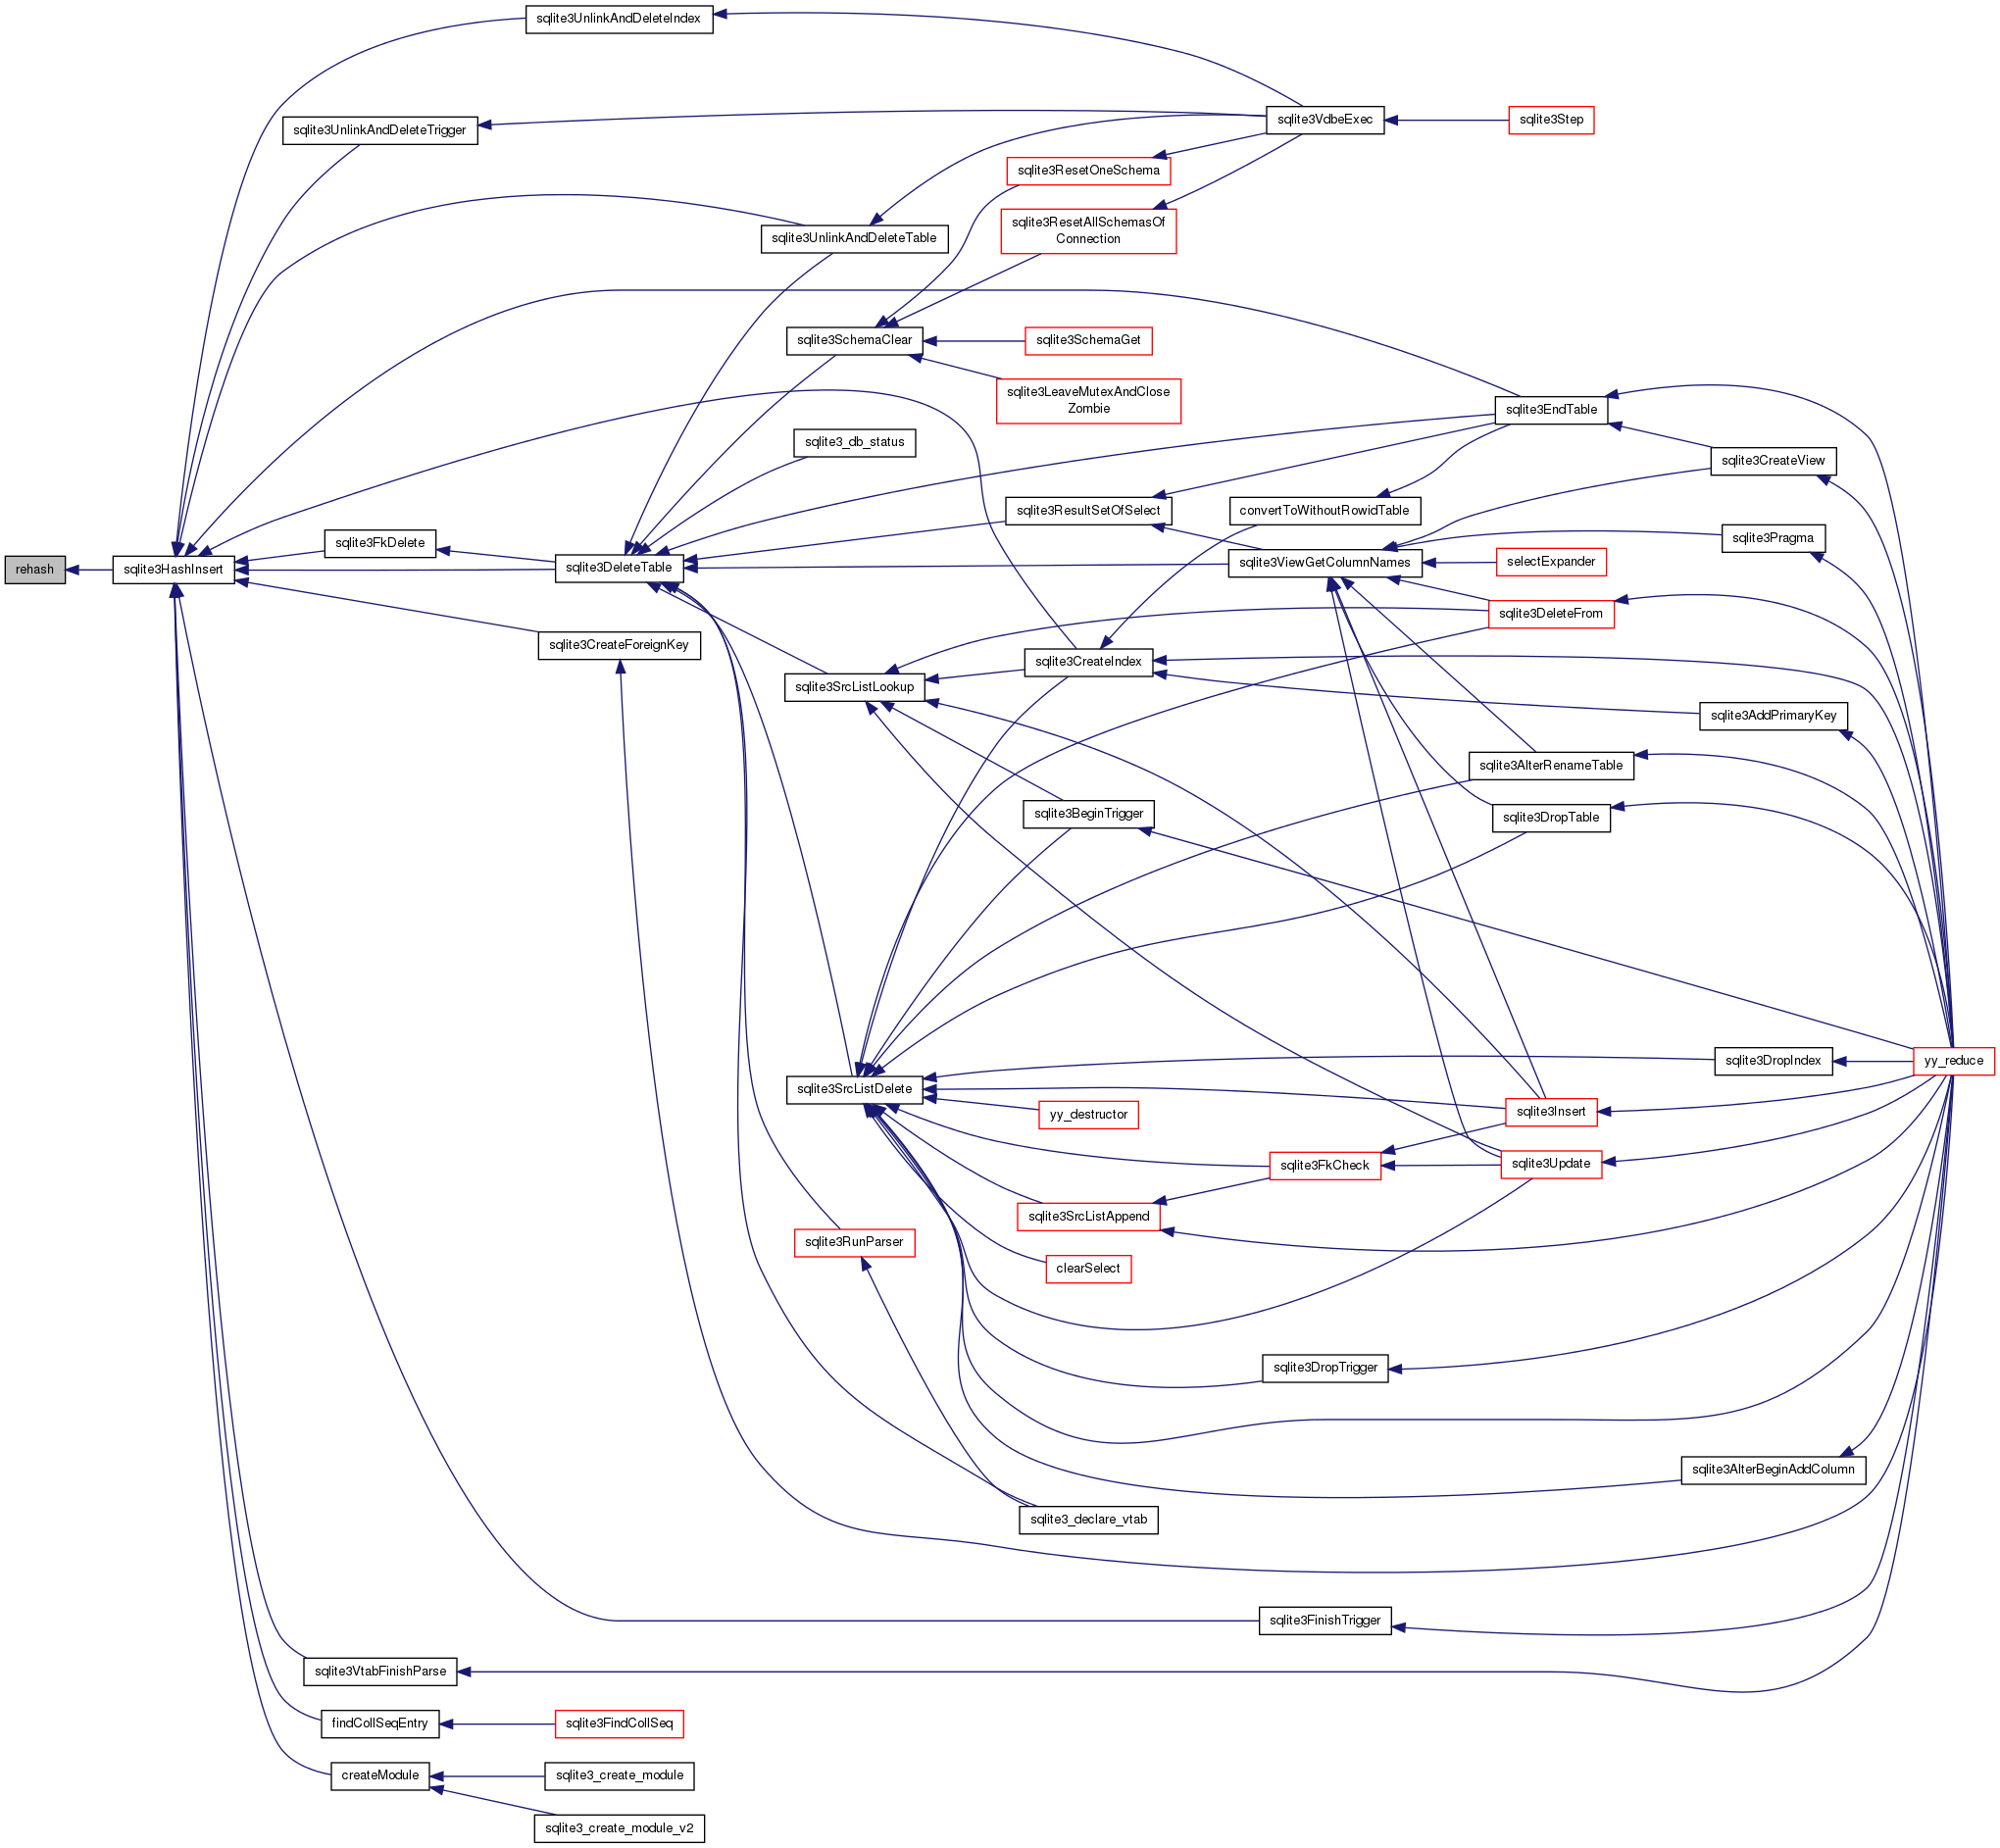 sqlite3UnlinkAndDeleteIndex
sqlite3UnlinkAndDeleteTrigger
sqlite3VdbeExec
sqlite3Step
sqlite3ResetOneSchema
sqlite3ResetAllSchemasOf
Connection
sqlite3UnlinkAndDeleteTable
sqlite3SchemaClear
sqlite3SchemaGet
sqlite3LeaveMutexAndClose
Zombie
sqlite3EndTable
sqlite3_db_status
sqlite3CreateView
sqlite3ResultSetOfSelect
convertToWithoutRowidTable
sqlite3Pragma
sqlite3FkDelete
rehash
sqlite3HashInsert
sqlite3DeleteTable
sqlite3ViewGetColumnNames
selectExpander
sqlite3DeleteFrom
sqlite3CreateForeignKey
sqlite3CreateIndex
sqlite3SrcListLookup
sqlite3AddPrimaryKey
sqlite3AlterRenameTable
sqlite3BeginTrigger
sqlite3DropTable
sqlite3SrcListDelete
sqlite3DropIndex
yy_reduce
yy_destructor
sqlite3Insert
sqlite3FkCheck
sqlite3Update
sqlite3SrcListAppend
sqlite3RunParser
clearSelect
sqlite3DropTrigger
sqlite3AlterBeginAddColumn
sqlite3_declare_vtab
sqlite3FinishTrigger
sqlite3VtabFinishParse
findCollSeqEntry
sqlite3FindCollSeq
createModule
sqlite3_create_module
sqlite3_create_module_v2